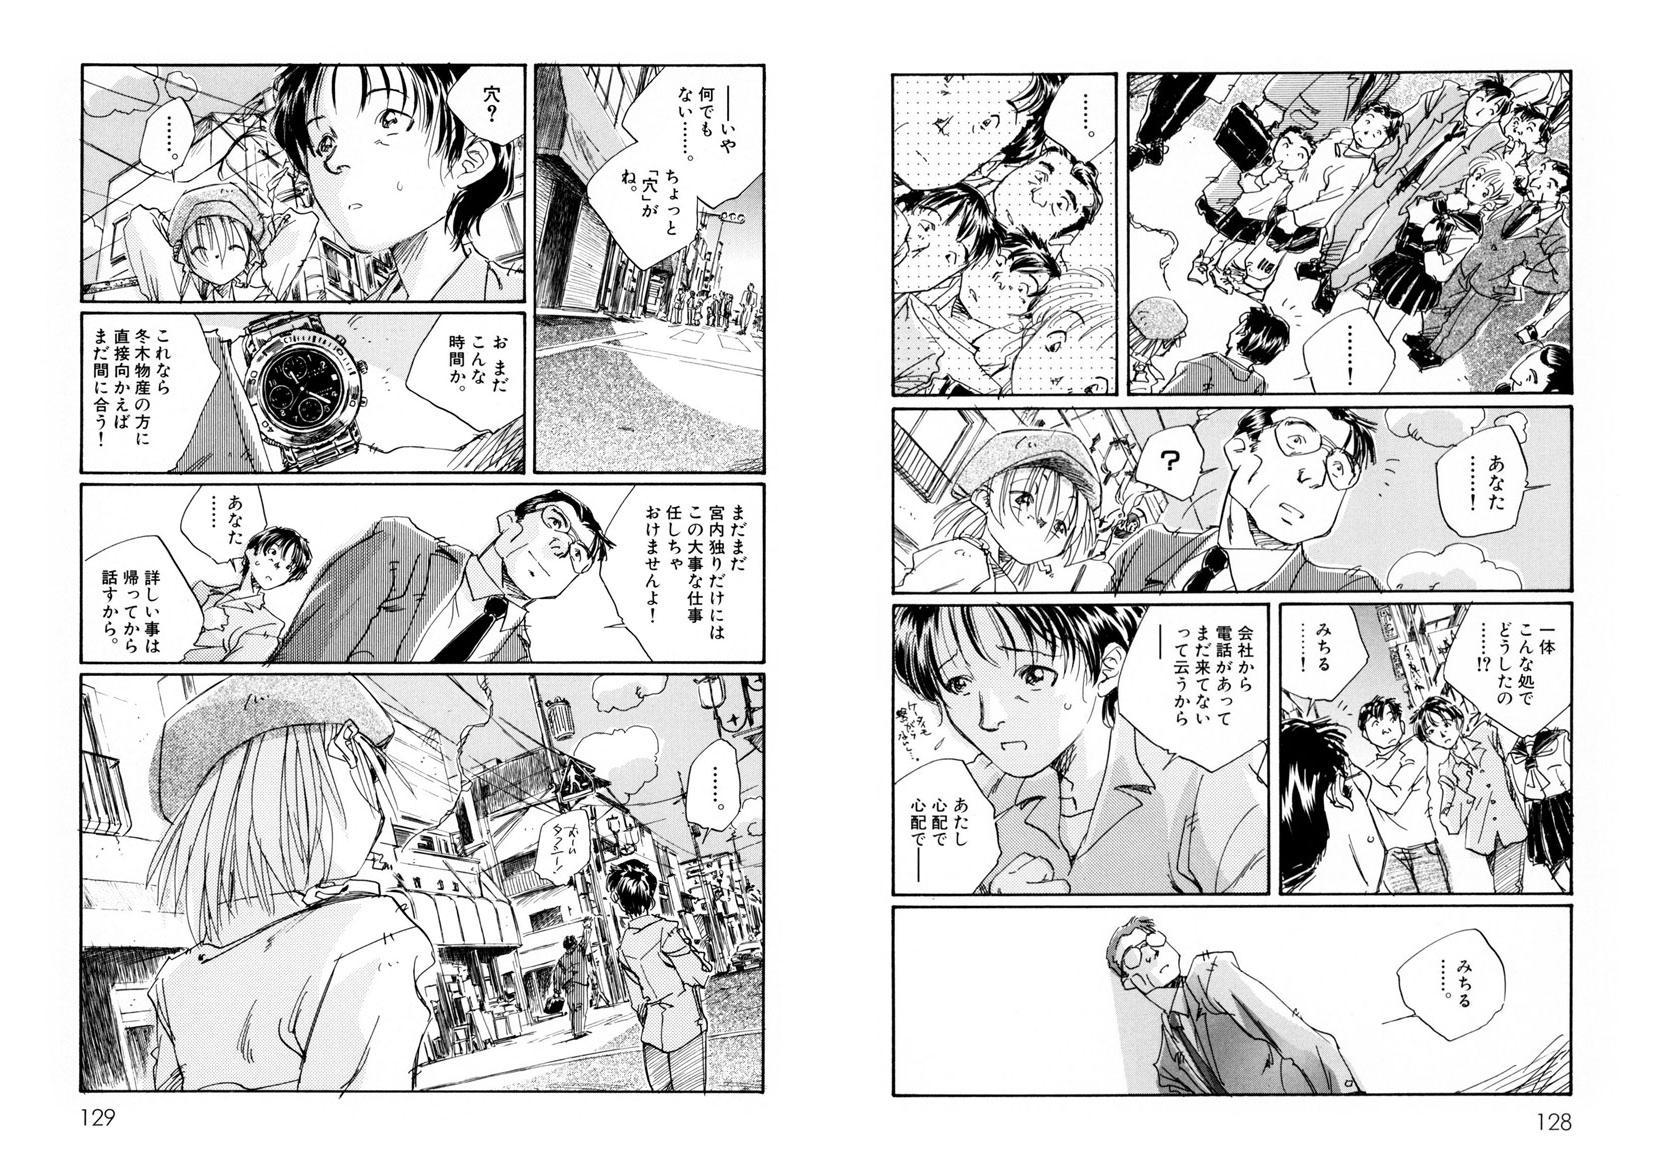 ……!
……。
あなた
……!
?
一体
こんな処で
どうしたの
……!?
みちる
……!
会社から
電話があって
まだ来てない
って云うから
──
あたし
心配で
心配で──
みちる
……。
128
──いや
何でも
ない……。
ちょっと
「穴」が
ね。
穴?
……。
お まだ
こんな
時間か。
これなら
冬木物産の方に
直接向かえば
まだ間に合う!
まだまだ
宮内独りだけには
この大事な仕事
任しちゃ
おけませんよ!
あなた
……
詳しい事は
帰ってから
話すから。
……。
129